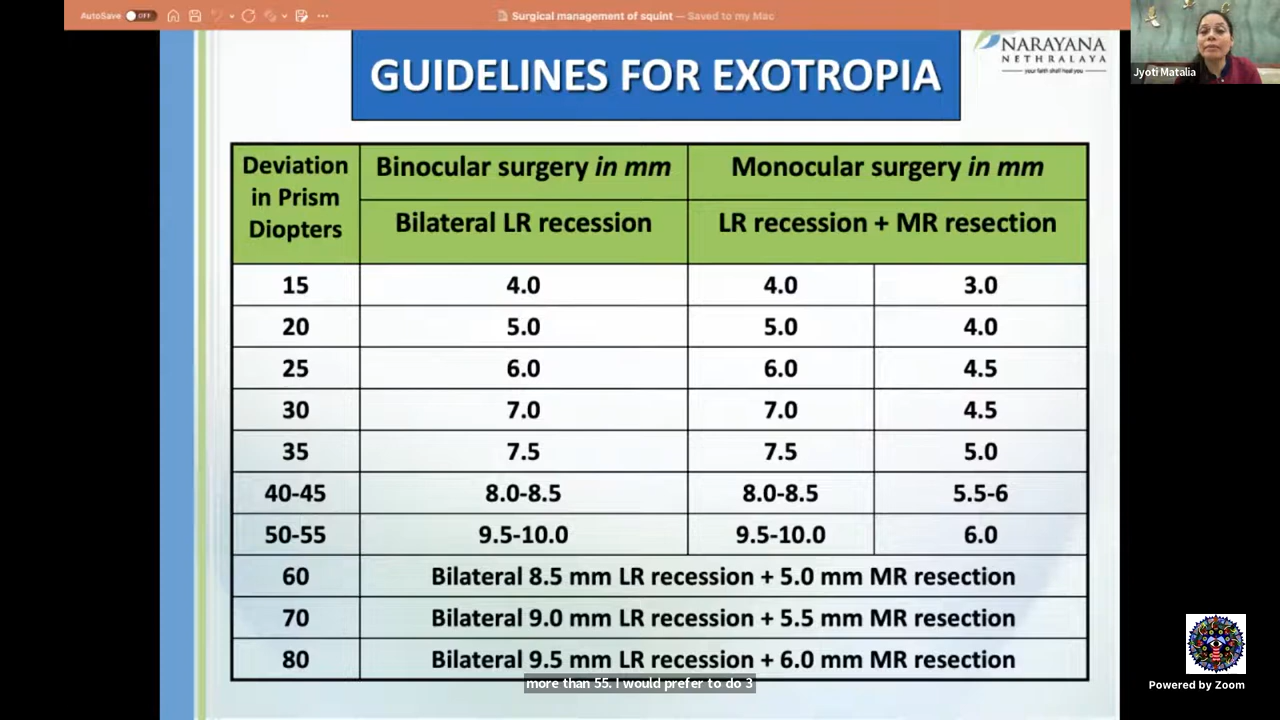 AutoSave OFF
Surgical management of squint — Saved to my Mac
Jyoti Matalia
NARAYANA
NETHRALAYA
your faith shall heal you
GUIDELINES FOR EXOTROPIA
Deviation in Prism Diopters
Binocular surgery in mm
Monocular surgery in mm
Bilateral LR recession
LR recession + MR resection
15 4.0 4.0 3.0
20 5.0 5.0 4.0
25 6.0 6.0 4.5
30 7.0 7.0 4.5
35 7.5 7.5 5.0
40-45 8.0-8.5 8.0-8.5 5.5-6
50-55 9.5-10.0 9.5-10.0 6.0
60 Bilateral 8.5 mm LR recession + 5.0 mm MR resection
70 Bilateral 9.0 mm LR recession + 5.5 mm MR resection
80 Bilateral 9.5 mm LR recession + 6.0 mm MR resection
more than 55. I would prefer to do 3
Powered by Zoom